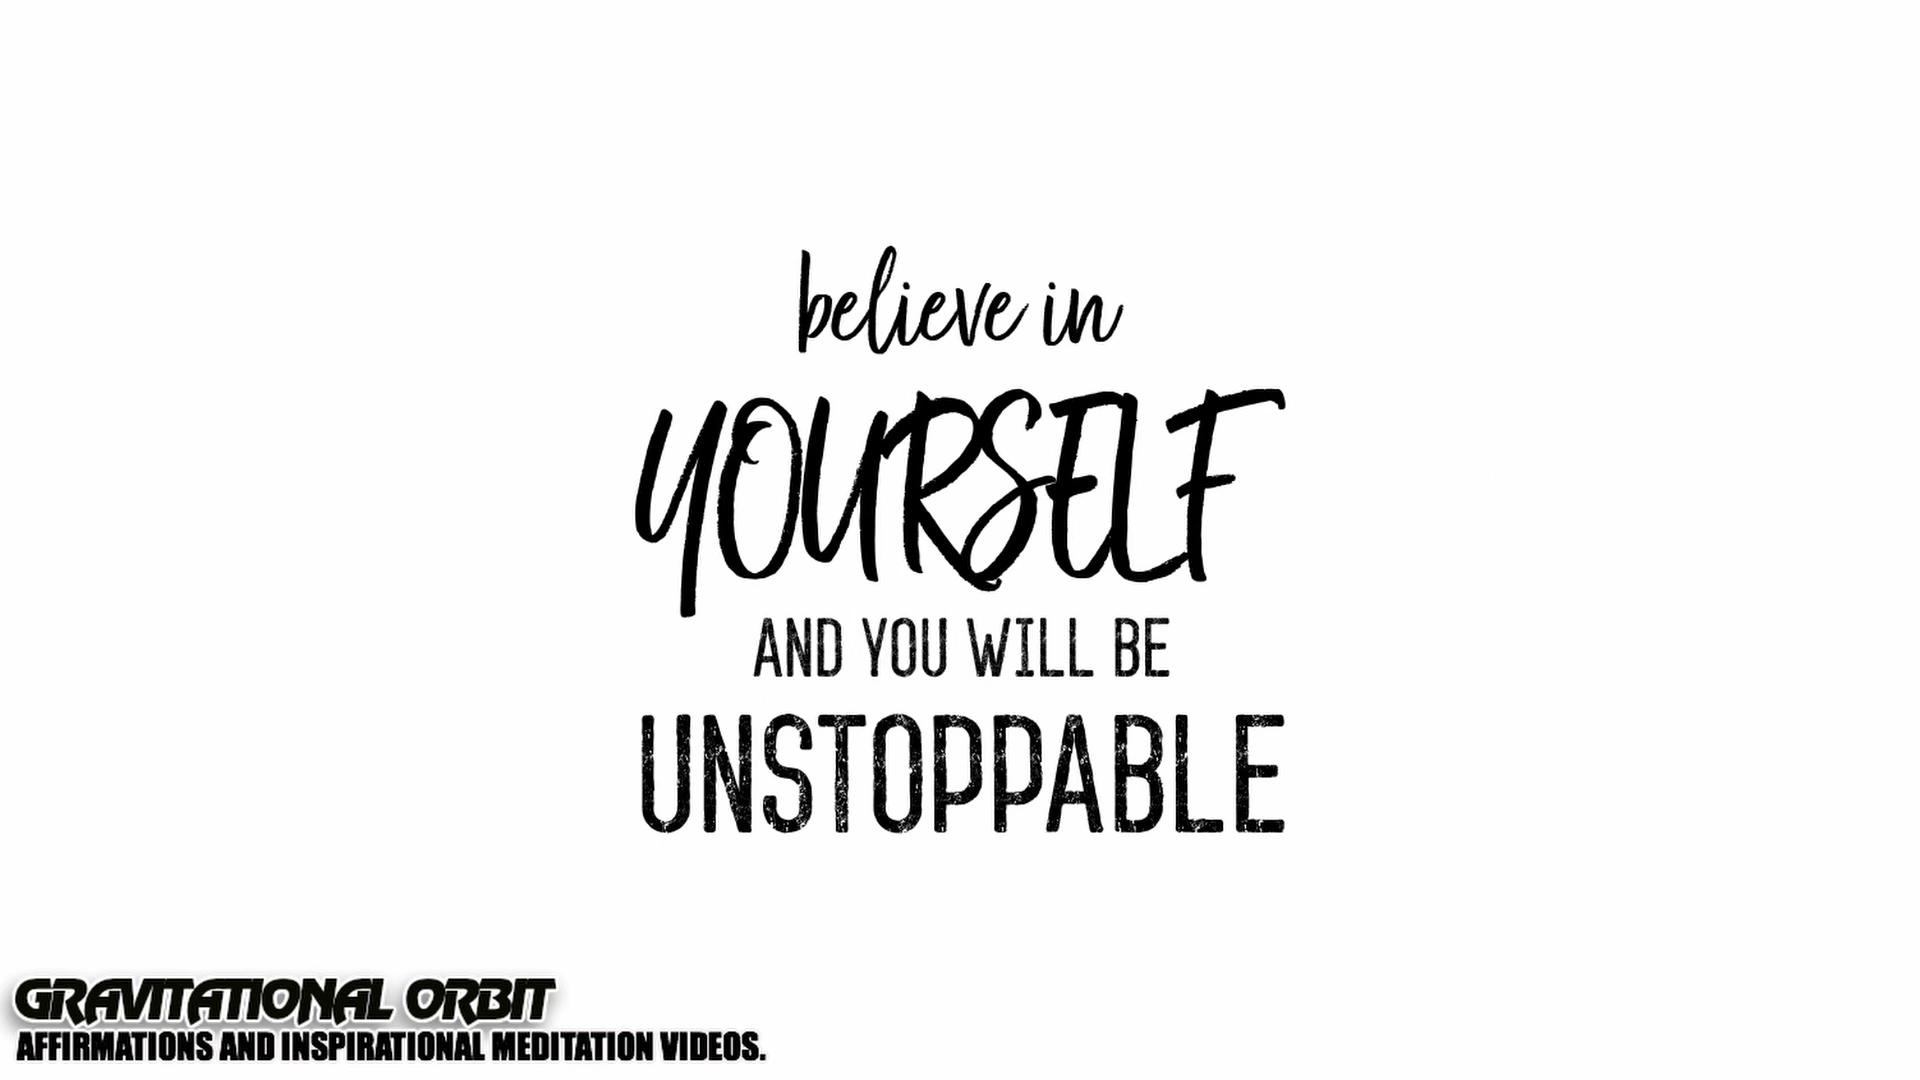 believe in
YOURSELF
AND YOU WILL BE
UNSTOPPABLE
GRAVITATIONAL ORBIT
AFFIRMATIONS AND INSPIRATIONAL MEDITATION VIDEOS.